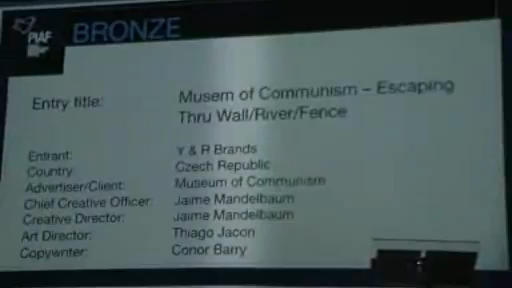 PIAF
BRONZE
Entry title: Musem of Communism – Escaping
Thru Wall/River/Fence
Entrant: Y & R Brands
Country: Czech Republic
Advertiser/Client: Museum of Communism
Chief Creative Officer: Jaime Mandelbaum
Creative Director: Jaime Mandelbaum
Art Director: Thiago Jacon
Copywriter: Conor Barry